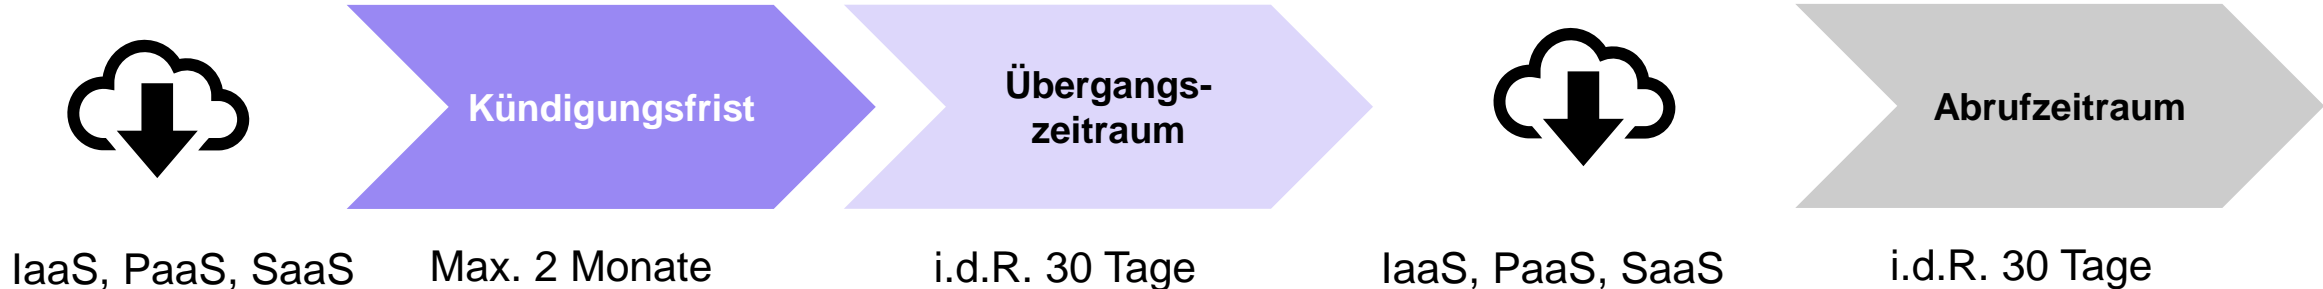 Kündigungsfrist
Übergangs-
zeitraum
Abrufzeitraum
IaaS, PaaS, SaaS
Max. 2 Monate
i.d.R. 30 Tage
IaaS, PaaS, SaaS
i.d.R. 30 Tage